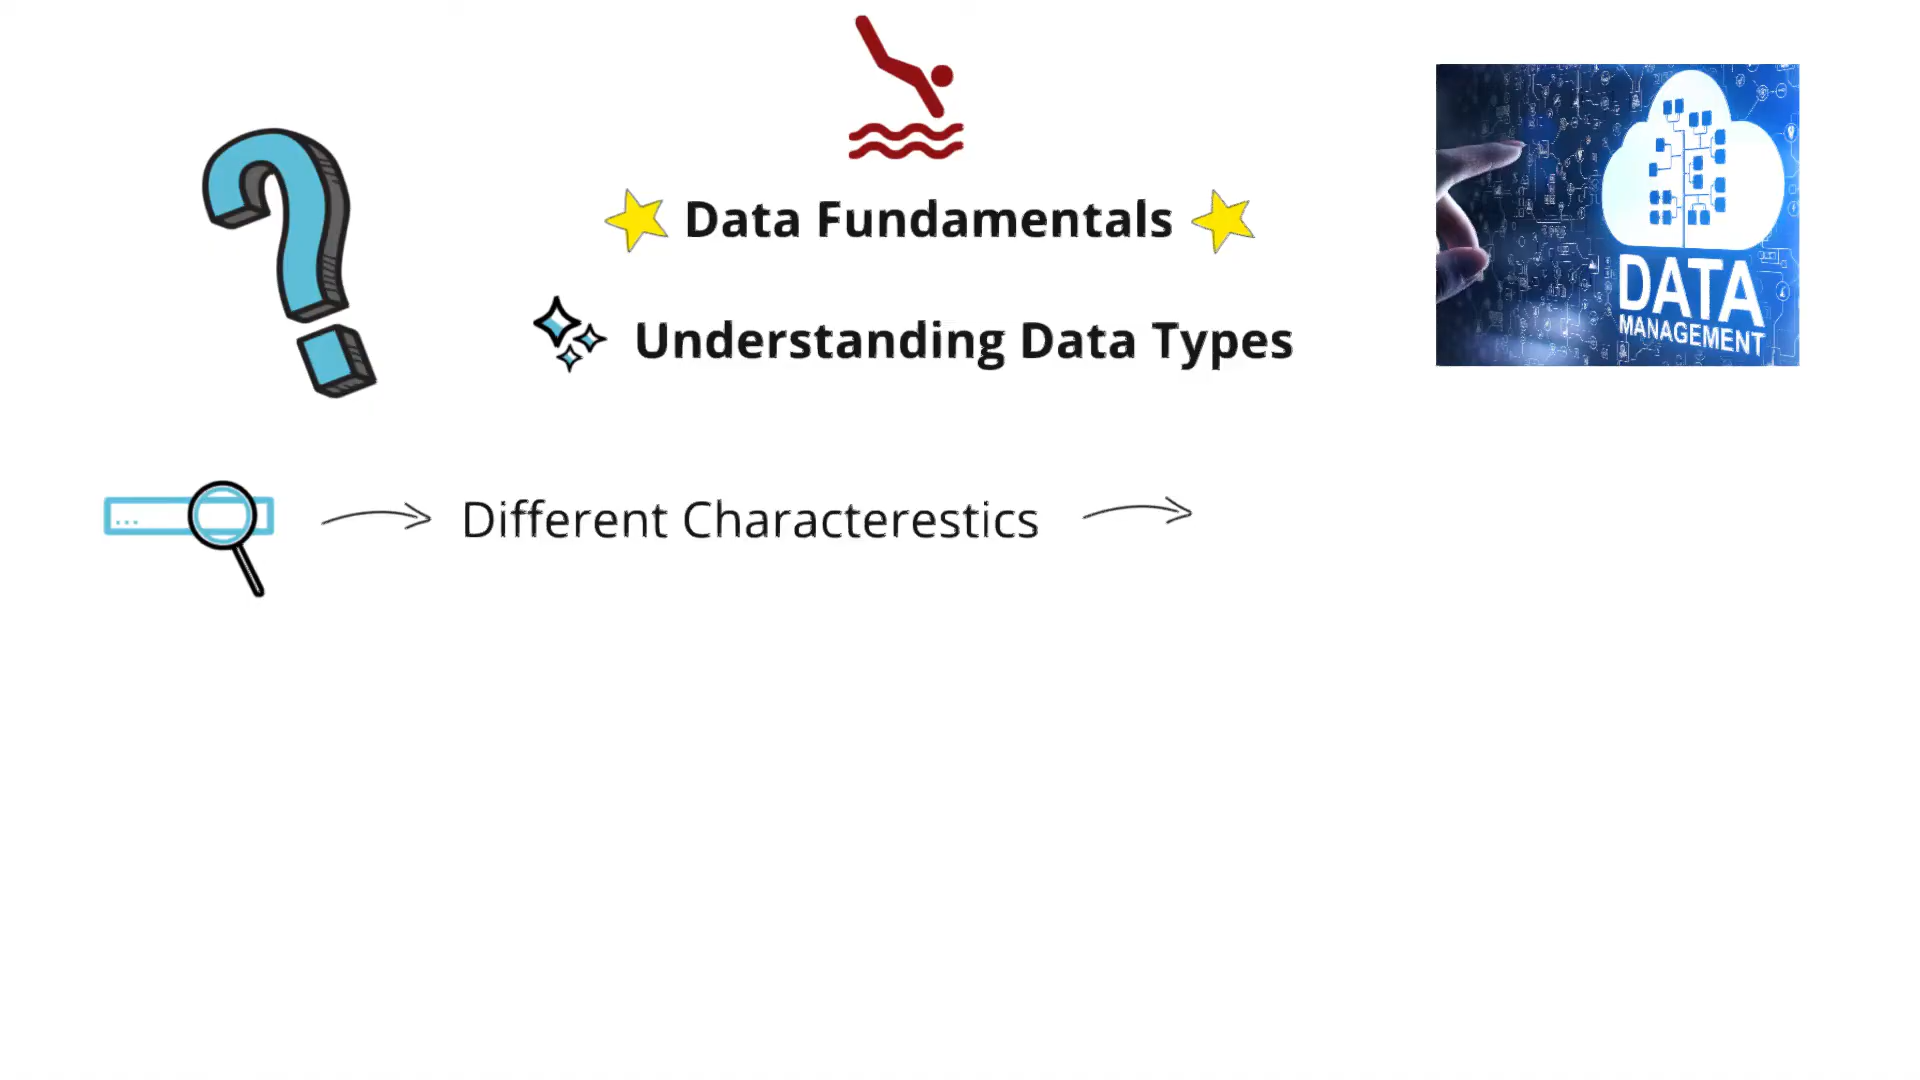 Data Fundamentals
Understanding Data Types
DATA
MANAGEMENT
Different Characterestics